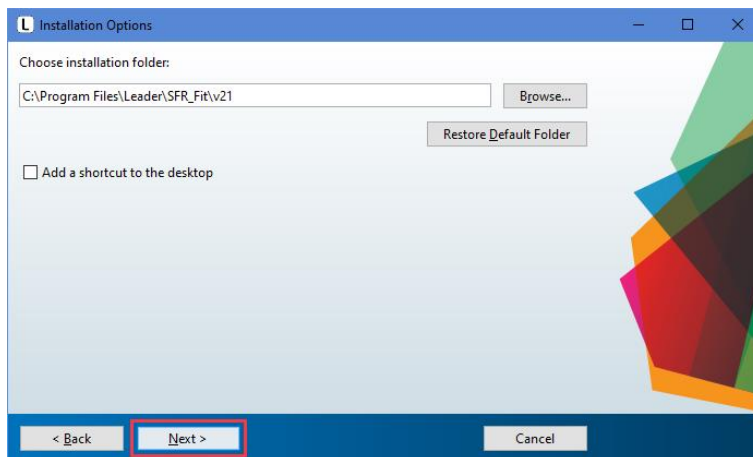 L Installation Options
Choose installation folder:
C:\Program Files\Leader\SFR_Fit\v21
Browse...
Restore Default Folder
Add a shortcut to the desktop
< Back Next > Cancel